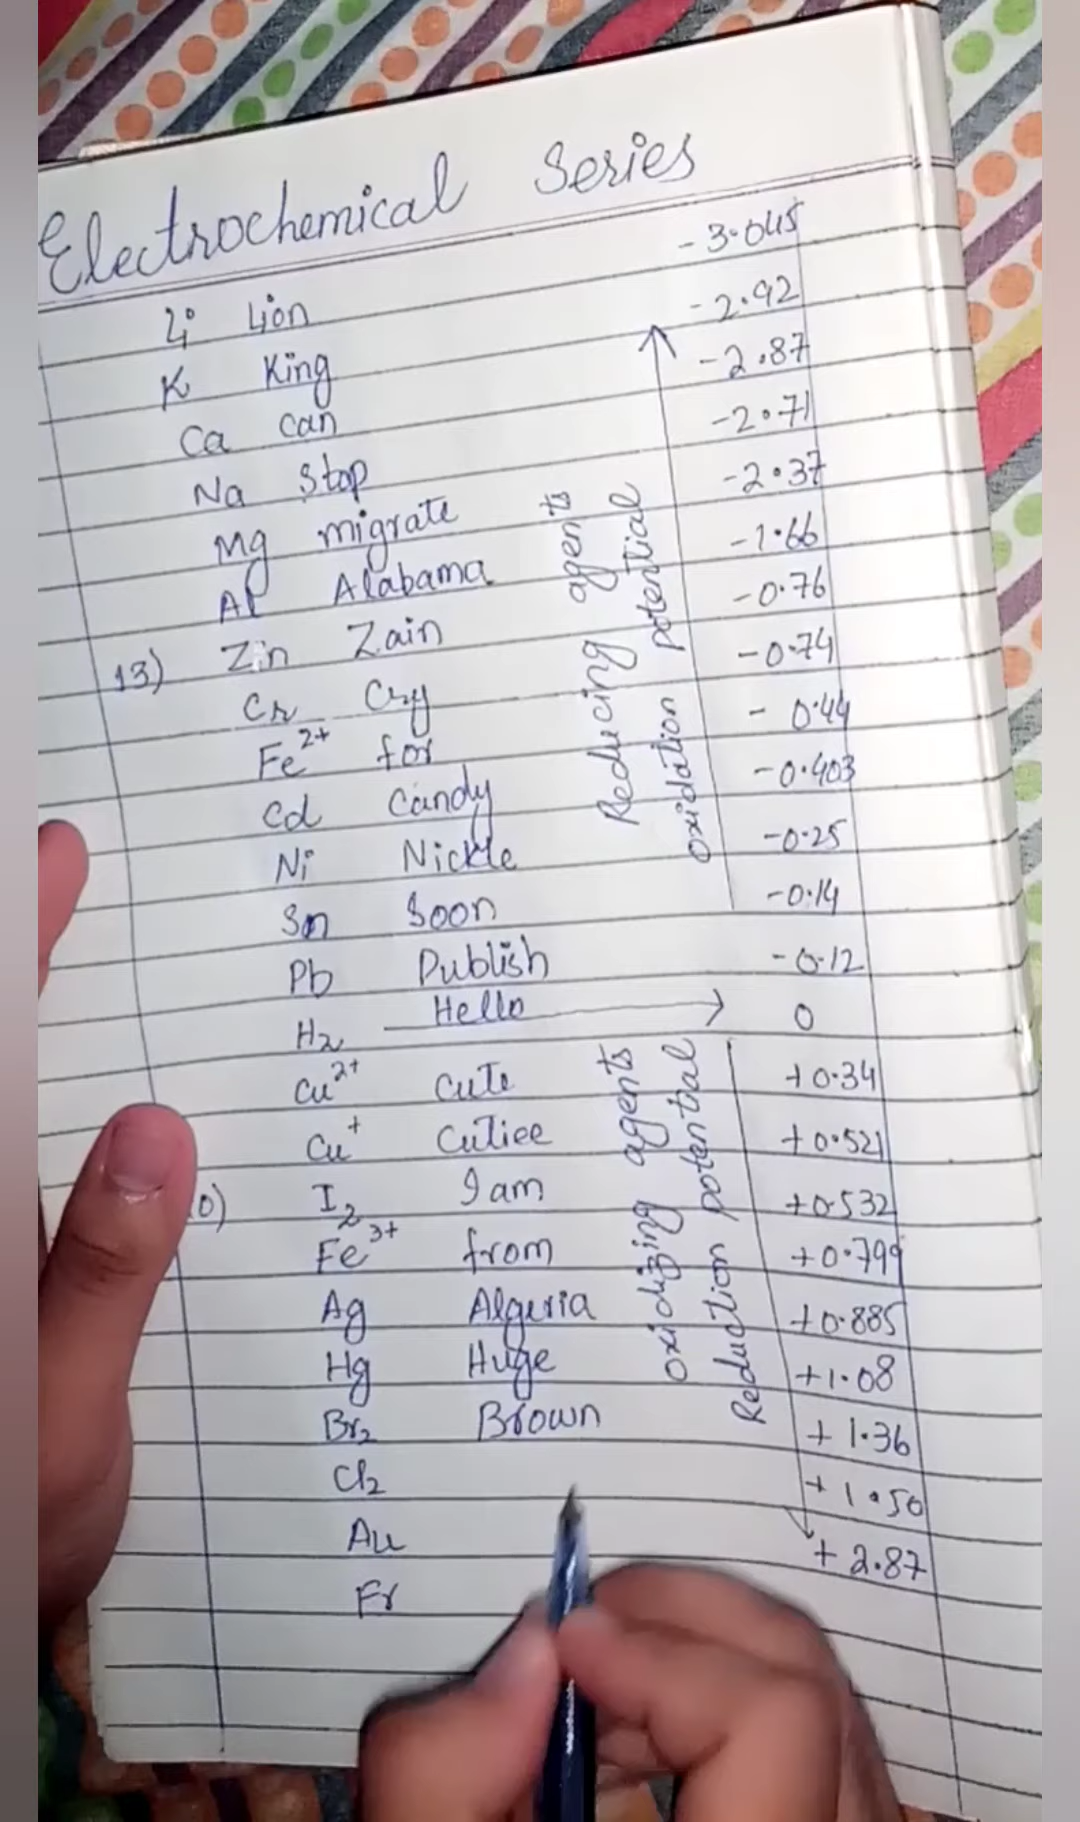 Electrochemical Series
Li Lion -3.045
K King -2.92
Ca can -2.87
Na Stop -2.71
Mg migrate -2.37
Al Alabama -1.66
13) Zin Zain -0.76
Cr Cry -0.74
Fe2+ for -0.44
Cd Candy -0.403
Ni Nickle -0.25
Sn Soon -0.14
Pb Publish -0.12
H2 Hello → 0
Cu2+ Cute +0.34
Cu+ Cutiee +0.521
0) I2 I am +0.532
Fe3+ from +0.799
Ag Algeria +0.885
Hg Huge +1.08
Br2 Brown +1.36
Cl2 +1.50
Au +2.87
Fr
Reducing agents
oxidation potential
oxidizing agents
Reduction potential